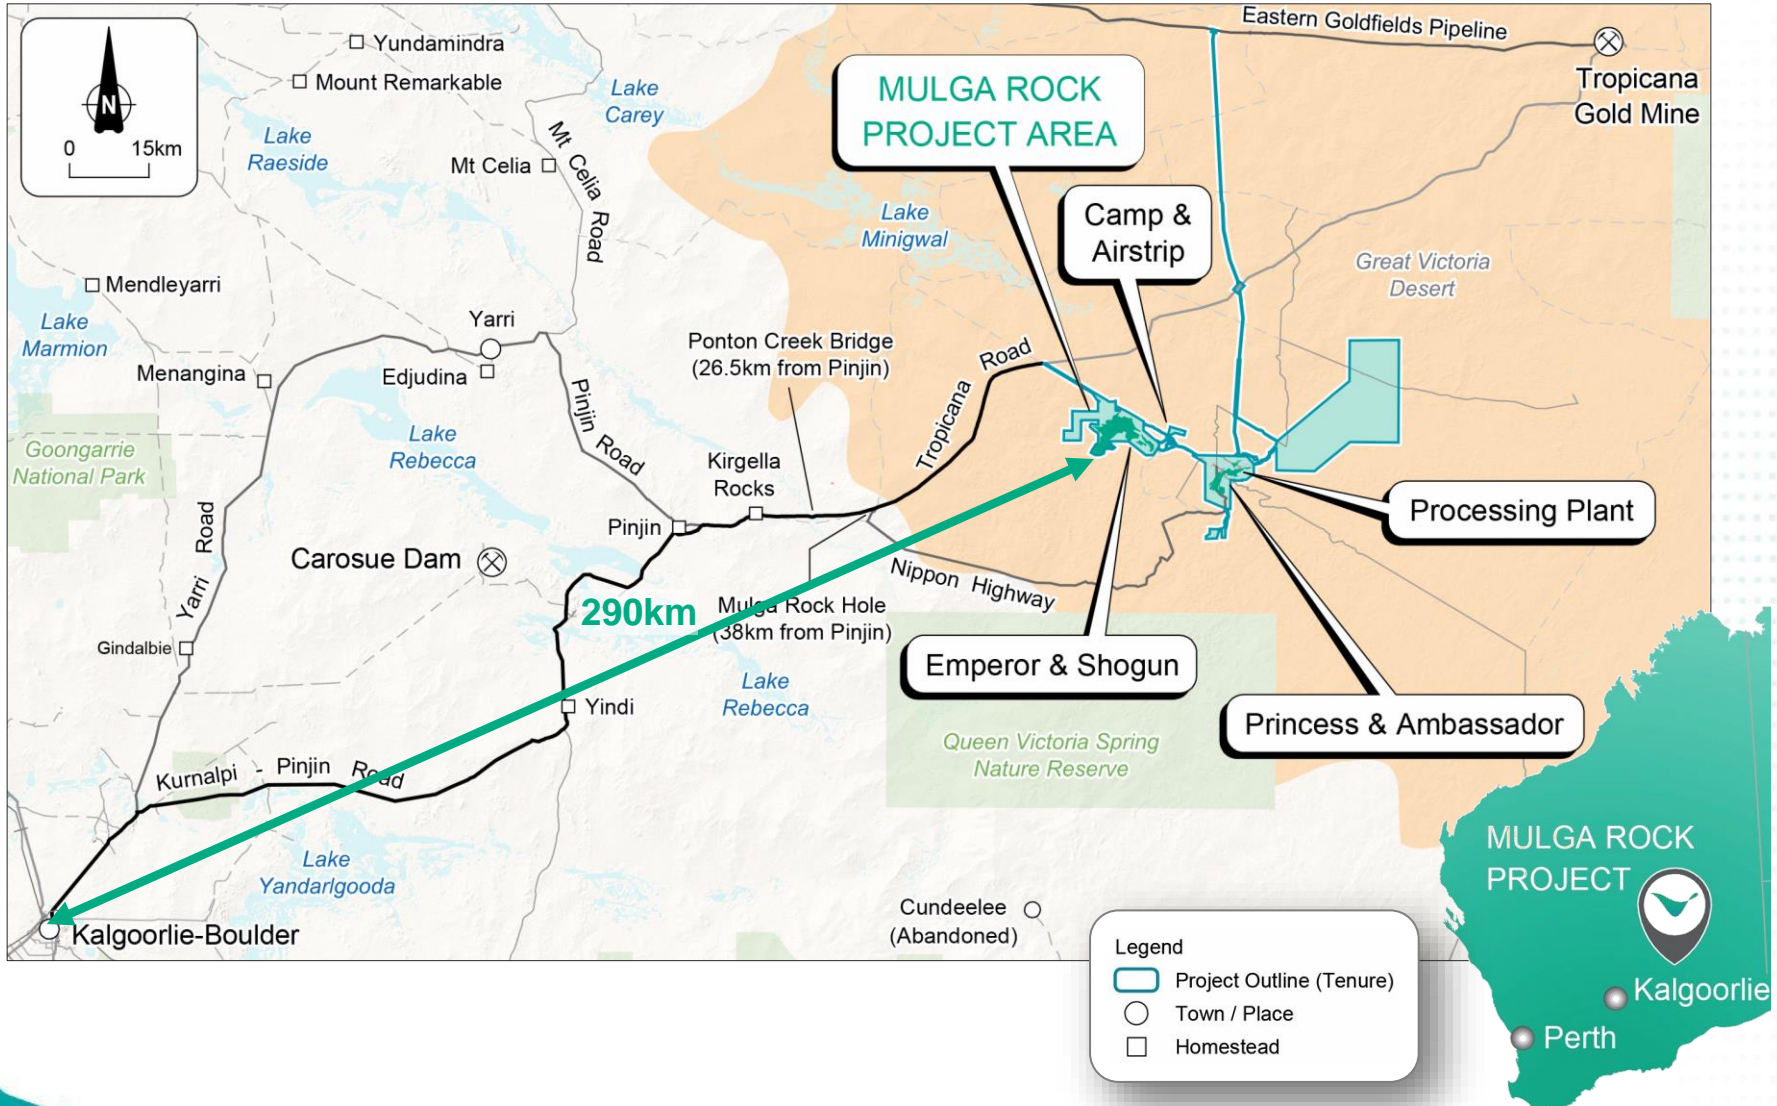 N
0 15km
Yundamindra
Mount Remarkable
Lake
Raeside
Lake
Carey
Mt Celia
Mt Celia Road
Eastern Goldfields Pipeline
Tropicana
Gold Mine
MULGA ROCK
PROJECT AREA
Camp &
Airstrip
Lake
Minigwal
Great Victoria
Desert
Mendleyarri
Lake
Marmion
Menangina
Yarri
Edjudina
Pinjin Road
Ponton Creek Bridge
(26.5km from Pinjin)
Tropicana Road
Goongarrie
National Park
Lake
Rebecca
Kirgella
Rocks
Pinjin
Yarri Road
Carosue Dam
Processing Plant
Nippon Highway
290km
Mulga Rock Hole
(38km from Pinjin)
Gindalbie
Emperor & Shogun
Lake
Rebecca
Yindi
Princess & Ambassador
Queen Victoria Spring
Nature Reserve
Kurnalpi - Pinjin Road
Lake
Yandarlgooda
Kalgoorlie-Boulder
Cundeelee
(Abandoned)
Legend
Project Outline (Tenure)
Town / Place
Homestead
MULGA ROCK
PROJECT
Kalgoorlie
Perth